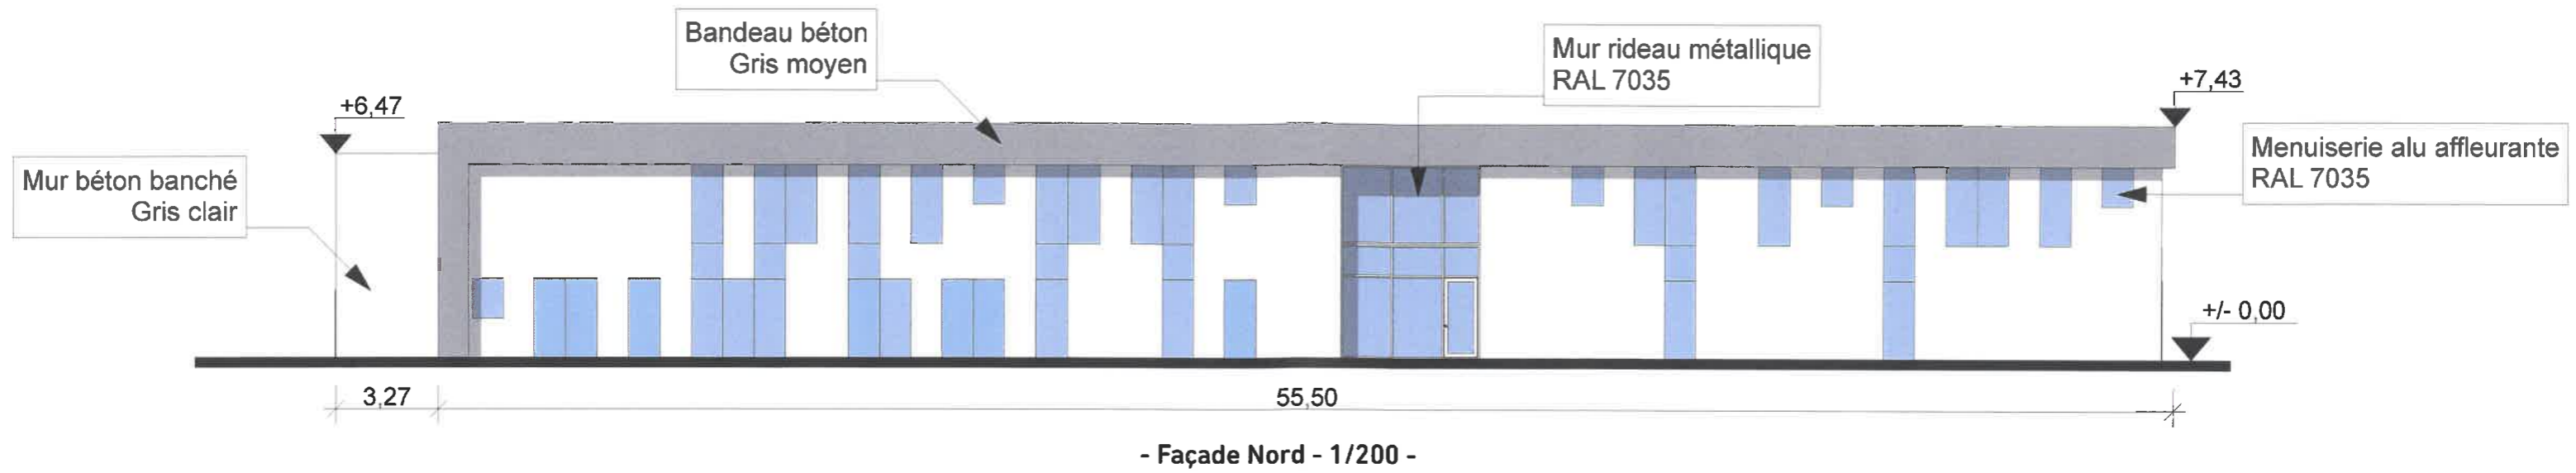 Bandeau béton
Gris moyen
Mur rideau métallique
RAL 7035
+7,43
+6,47
Menuiserie alu affleurante
RAL 7035
Mur béton banché
Gris clair
+/- 0,00
3,27
55,50
- Façade Nord - 1/200 -